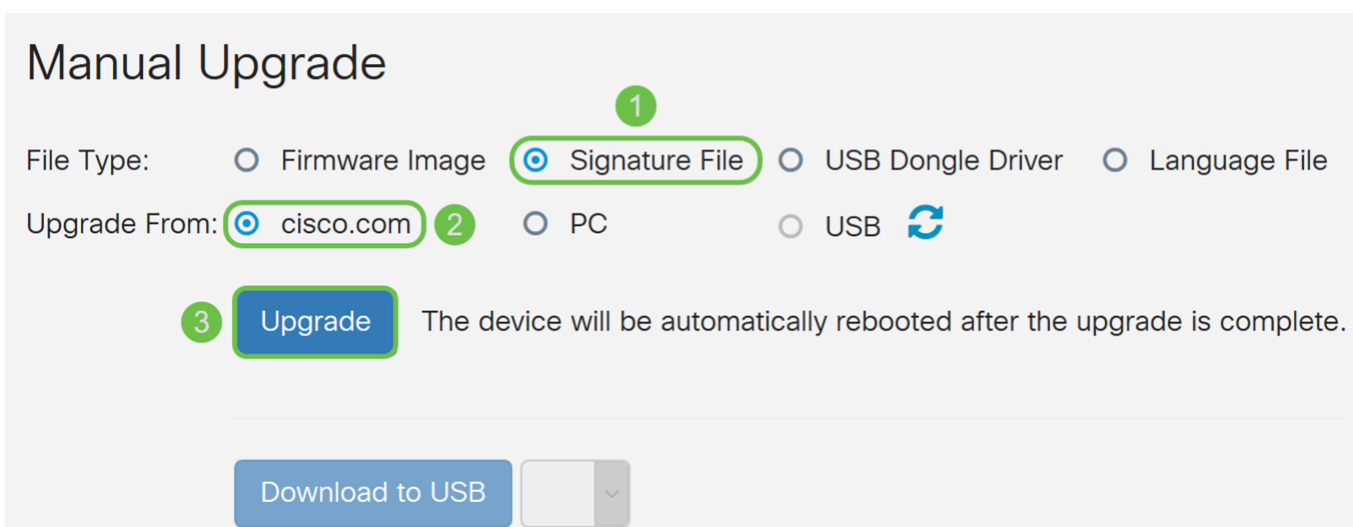 Manual Upgrade
1
File Type: Firmware Image Signature File USB Dongle Driver Language File
Upgrade From: cisco.com 2 PC USB
3 Upgrade The device will be automatically rebooted after the upgrade is complete.
Download to USB